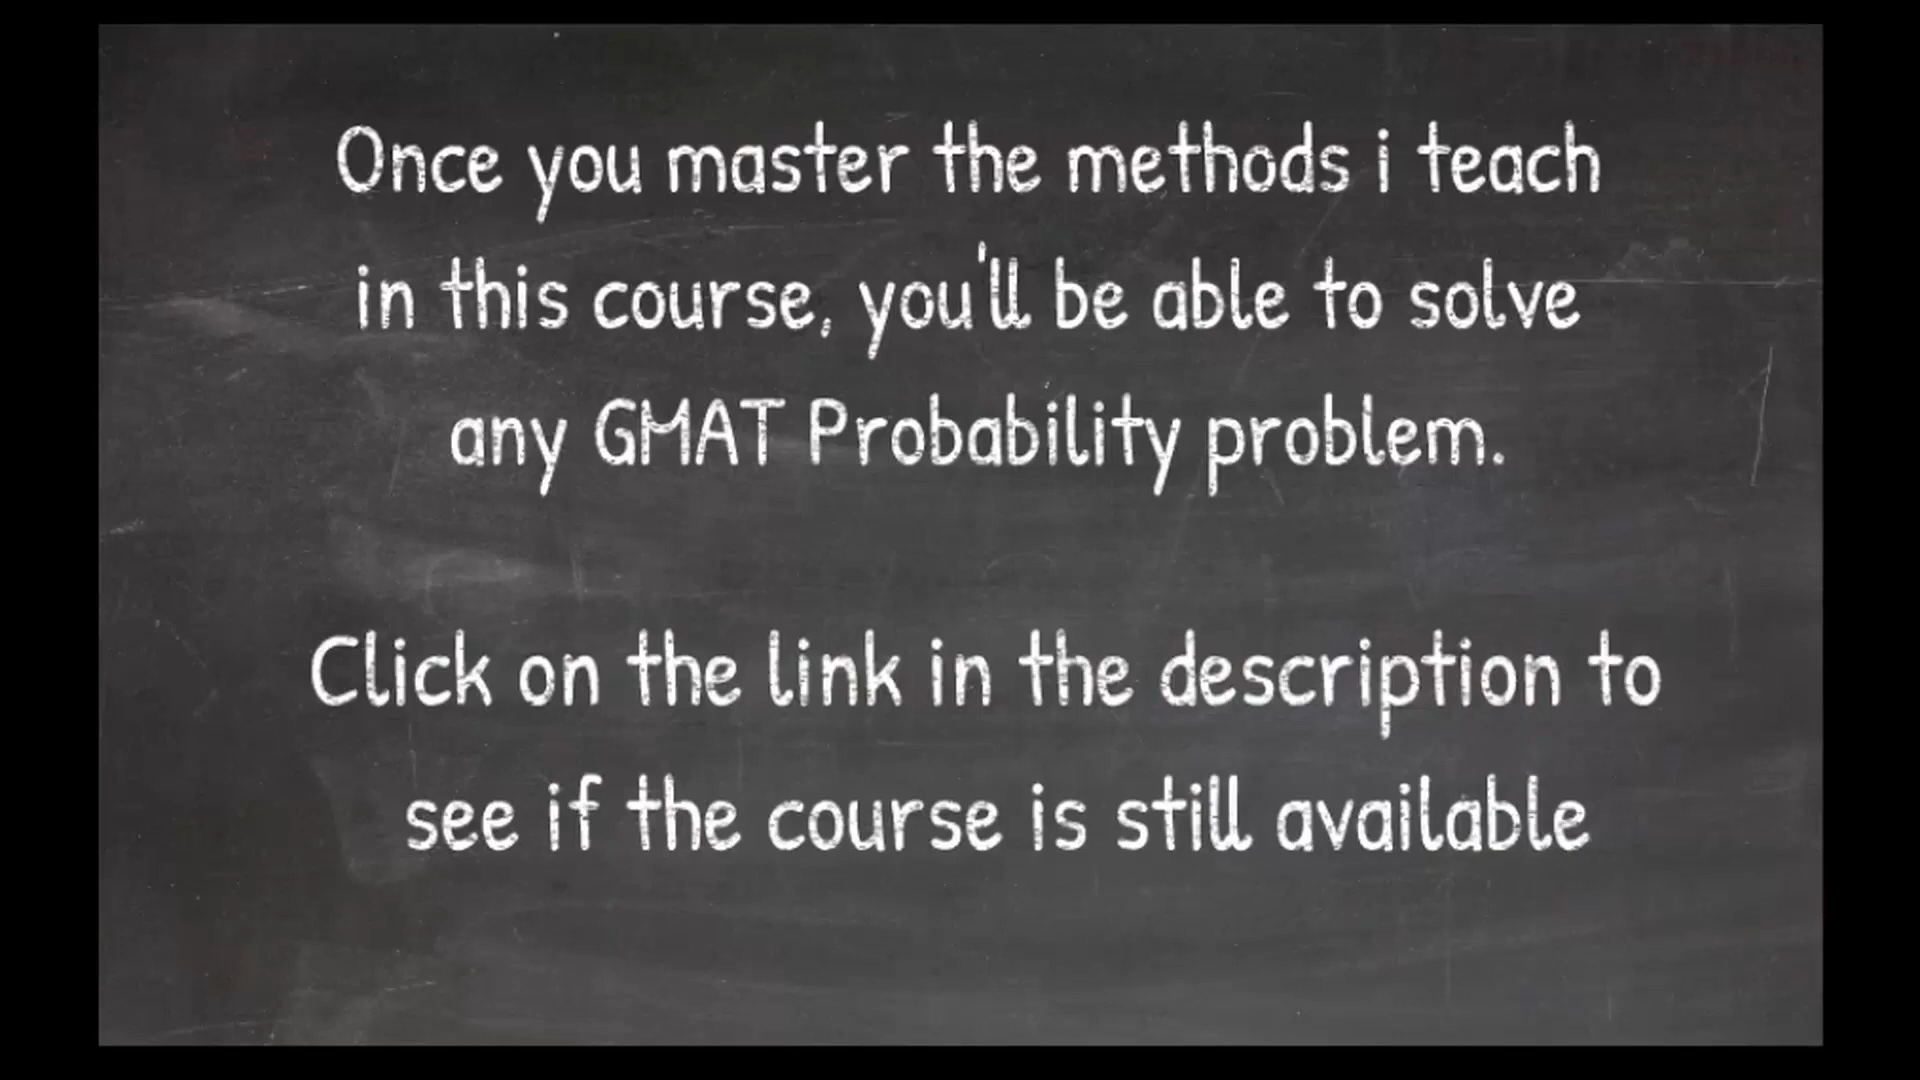 Once you master the methods i teach
in this course, you'll be able to solve
any GMAT Probability problem.
Click on the link in the description to
see if the course is still available